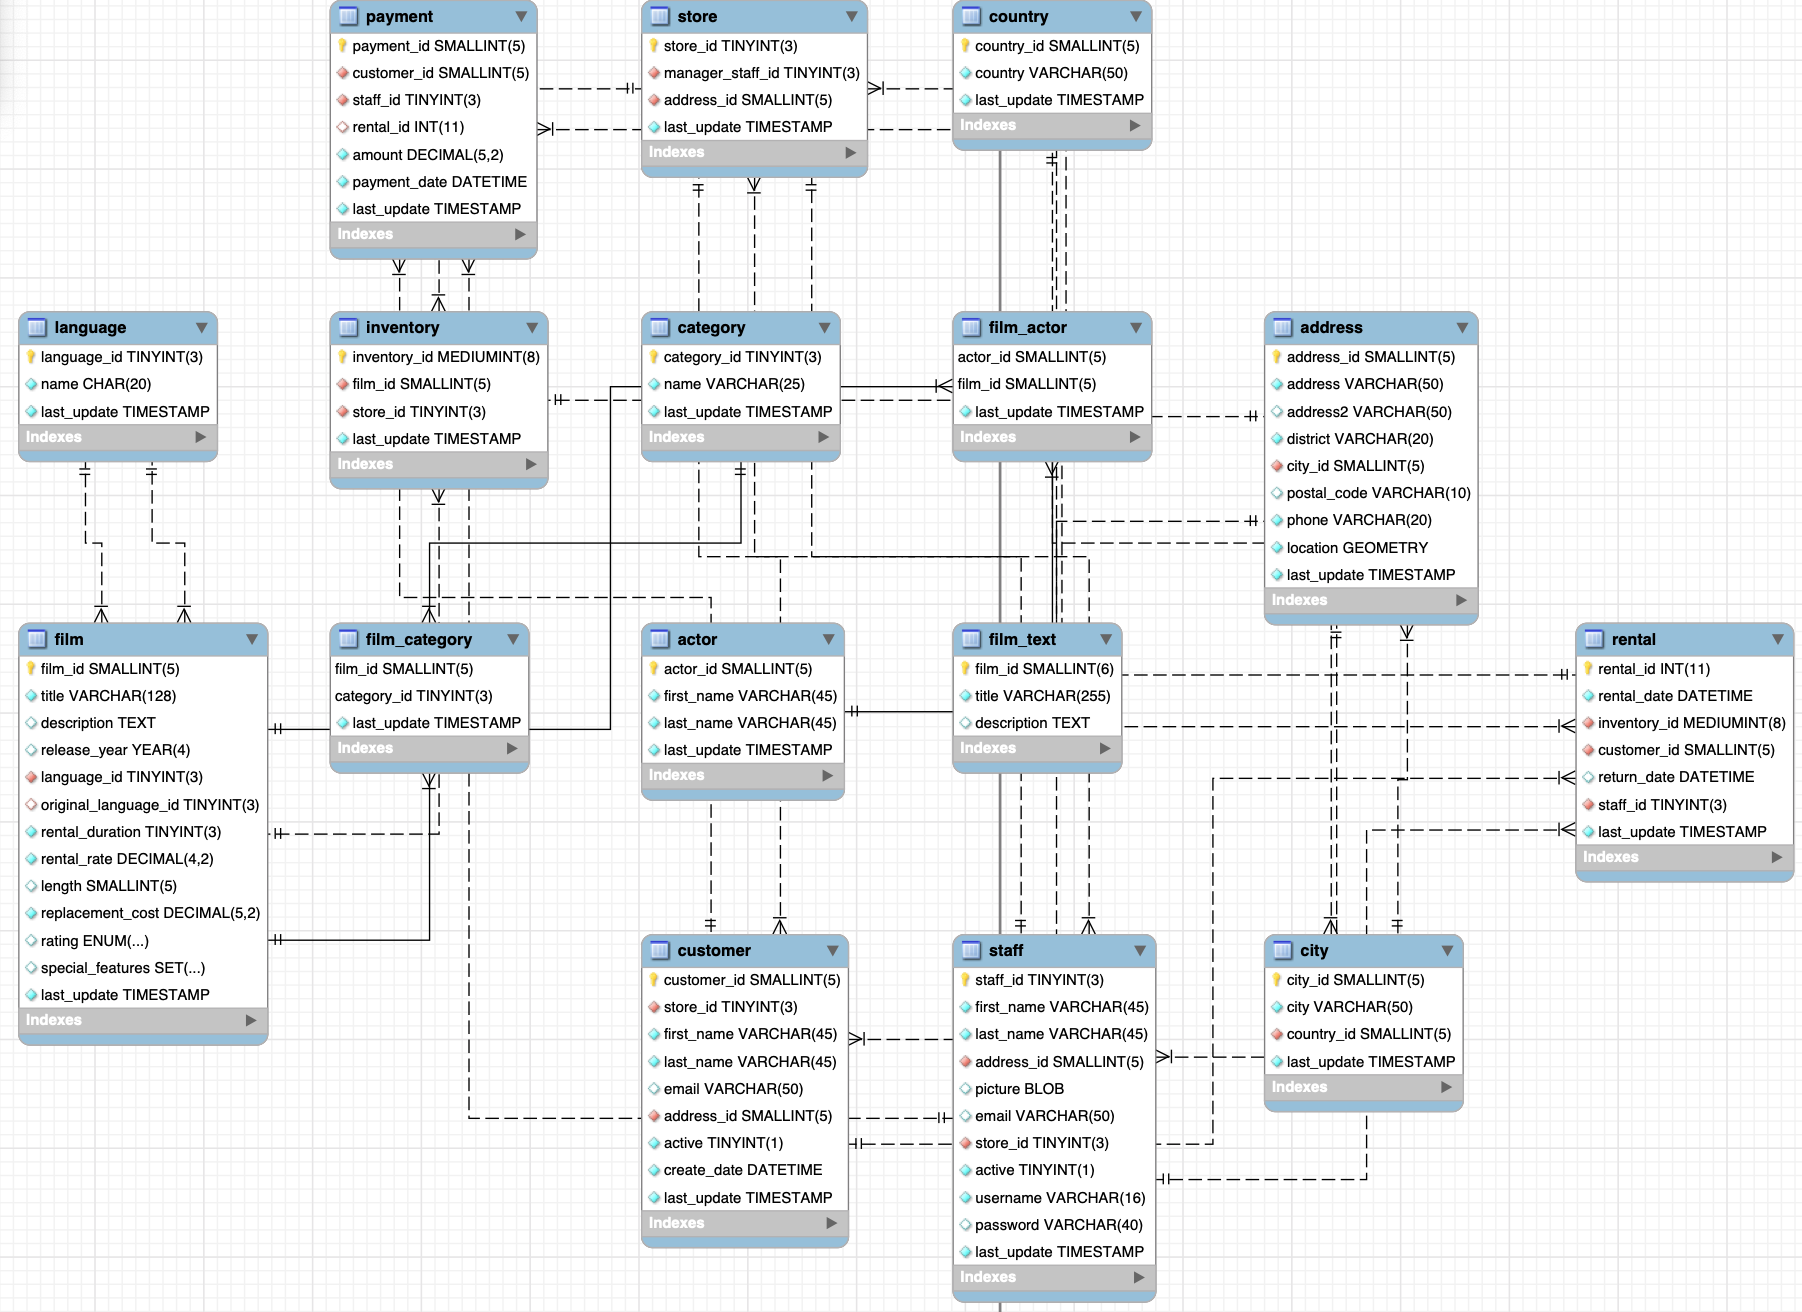 payment
payment_id SMALLINT(5)
customer_id SMALLINT(5)
staff_id TINYINT(3)
rental_id INT(11)
amount DECIMAL(5,2)
payment_date DATETIME
last_update TIMESTAMP
Indexes
store
store_id TINYINT(3)
manager_staff_id TINYINT(3)
address_id SMALLINT(5)
last_update TIMESTAMP
Indexes
country
country_id SMALLINT(5)
country VARCHAR(50)
last_update TIMESTAMP
Indexes
language
language_id TINYINT(3)
name CHAR(20)
last_update TIMESTAMP
Indexes
inventory
inventory_id MEDIUMINT(8)
film_id SMALLINT(5)
store_id TINYINT(3)
last_update TIMESTAMP
Indexes
category
category_id TINYINT(3)
name VARCHAR(25)
last_update TIMESTAMP
Indexes
film_actor
actor_id SMALLINT(5)
film_id SMALLINT(5)
last_update TIMESTAMP
Indexes
address
address_id SMALLINT(5)
address VARCHAR(50)
address2 VARCHAR(50)
district VARCHAR(20)
city_id SMALLINT(5)
postal_code VARCHAR(10)
phone VARCHAR(20)
location GEOMETRY
last_update TIMESTAMP
Indexes
film
film_id SMALLINT(5)
title VARCHAR(128)
description TEXT
release_year YEAR(4)
language_id TINYINT(3)
original_language_id TINYINT(3)
rental_duration TINYINT(3)
rental_rate DECIMAL(4,2)
length SMALLINT(5)
replacement_cost DECIMAL(5,2)
rating ENUM(...)
special_features SET(...)
last_update TIMESTAMP
Indexes
film_category
film_id SMALLINT(5)
category_id TINYINT(3)
last_update TIMESTAMP
Indexes
actor
actor_id SMALLINT(5)
first_name VARCHAR(45)
last_name VARCHAR(45)
last_update TIMESTAMP
Indexes
film_text
film_id SMALLINT(6)
title VARCHAR(255)
description TEXT
Indexes
rental
rental_id INT(11)
rental_date DATETIME
inventory_id MEDIUMINT(8)
customer_id SMALLINT(5)
return_date DATETIME
staff_id TINYINT(3)
last_update TIMESTAMP
Indexes
customer
customer_id SMALLINT(5)
store_id TINYINT(3)
first_name VARCHAR(45)
last_name VARCHAR(45)
email VARCHAR(50)
address_id SMALLINT(5)
active TINYINT(1)
create_date DATETIME
last_update TIMESTAMP
Indexes
staff
staff_id TINYINT(3)
first_name VARCHAR(45)
last_name VARCHAR(45)
address_id SMALLINT(5)
picture BLOB
email VARCHAR(50)
store_id TINYINT(3)
active TINYINT(1)
username VARCHAR(16)
password VARCHAR(40)
last_update TIMESTAMP
Indexes
city
city_id SMALLINT(5)
city VARCHAR(50)
country_id SMALLINT(5)
last_update TIMESTAMP
Indexes